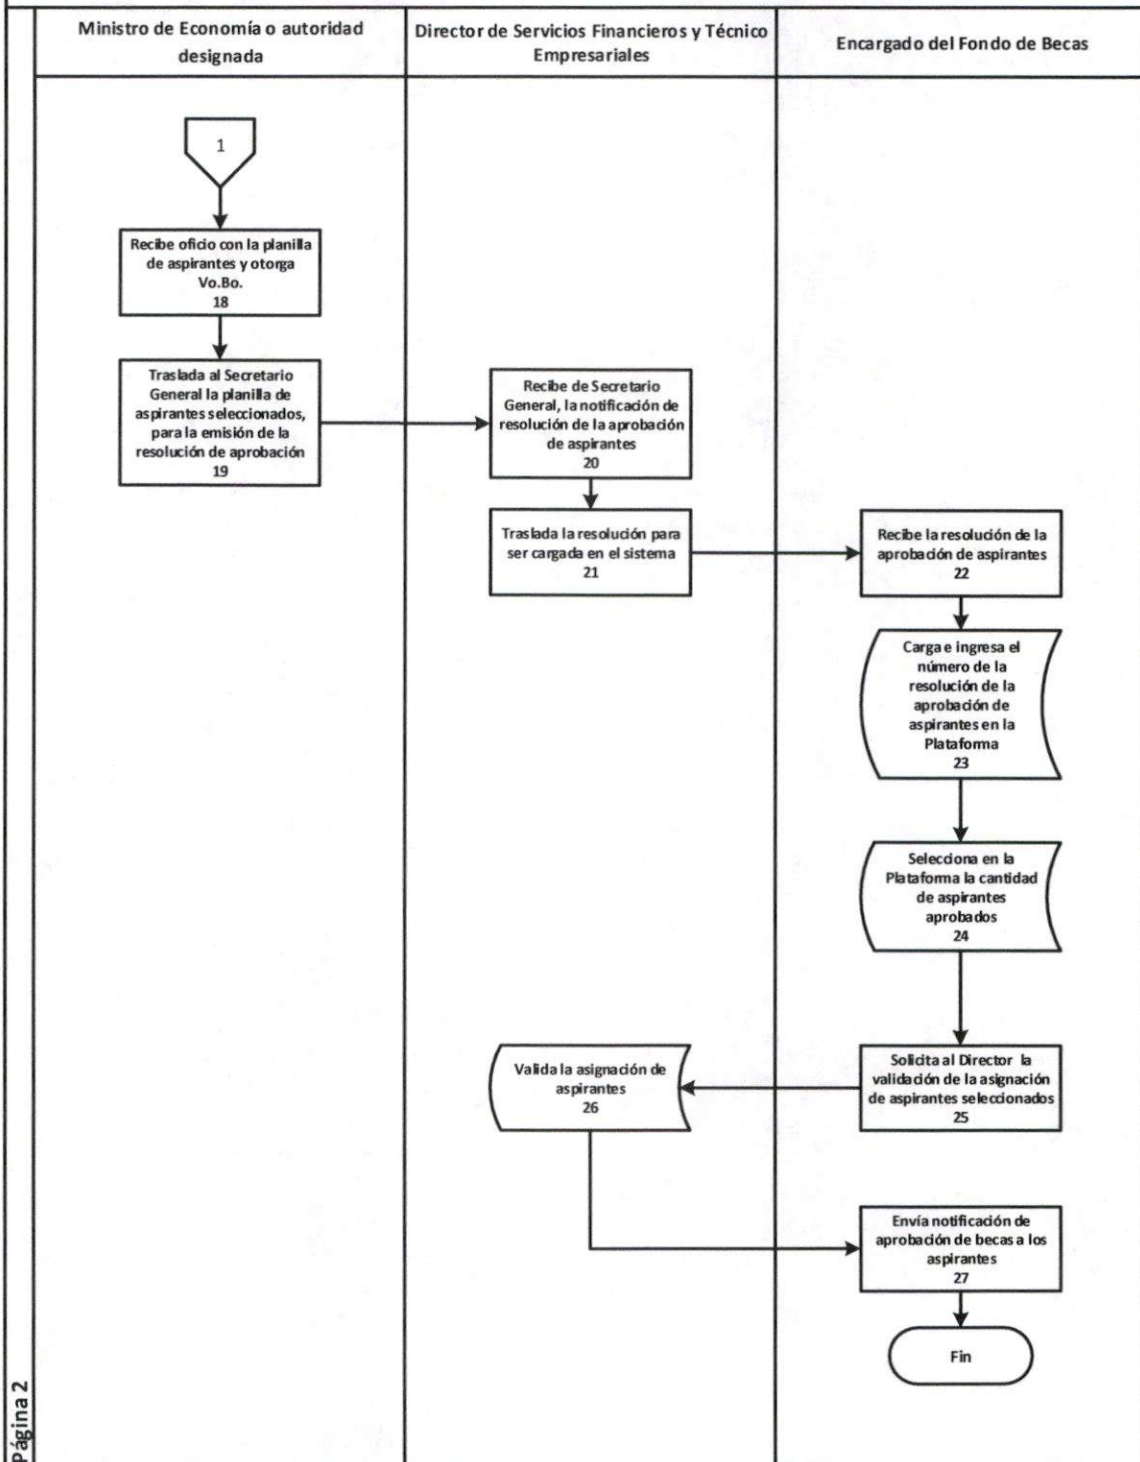 Ministro de Economía o autoridad
designada
Director de Servicios Financieros y Técnico
Empresariales
Encargado del Fondo de Becas
1
Recibe oficio con la planilla
de aspirantes y otorga
Vo.Bo.
18
Traslada al Secretario
General la planilla de
aspirantes seleccionados,
para la emisión de la
resolución de aprobación
19
Recibe de Secretario
General, la notificación de
resolución de la aprobación
de aspirantes
20
Traslada la resolución para
ser cargada en el sistema
21
Recibe la resolución de la
aprobación de aspirantes
22
Carga e ingresa el
número de la
resolución de la
aprobación de
aspirantes en la
Plataforma
23
Selecciona en la
Plataforma la cantidad
de aspirantes
aprobados
24
Solicita al Director la
validación de la asignación
de aspirantes seleccionados
25
Valida la asignación de
aspirantes
26
Envía notificación de
aprobación de becas a los
aspirantes
27
Fin
Página 2